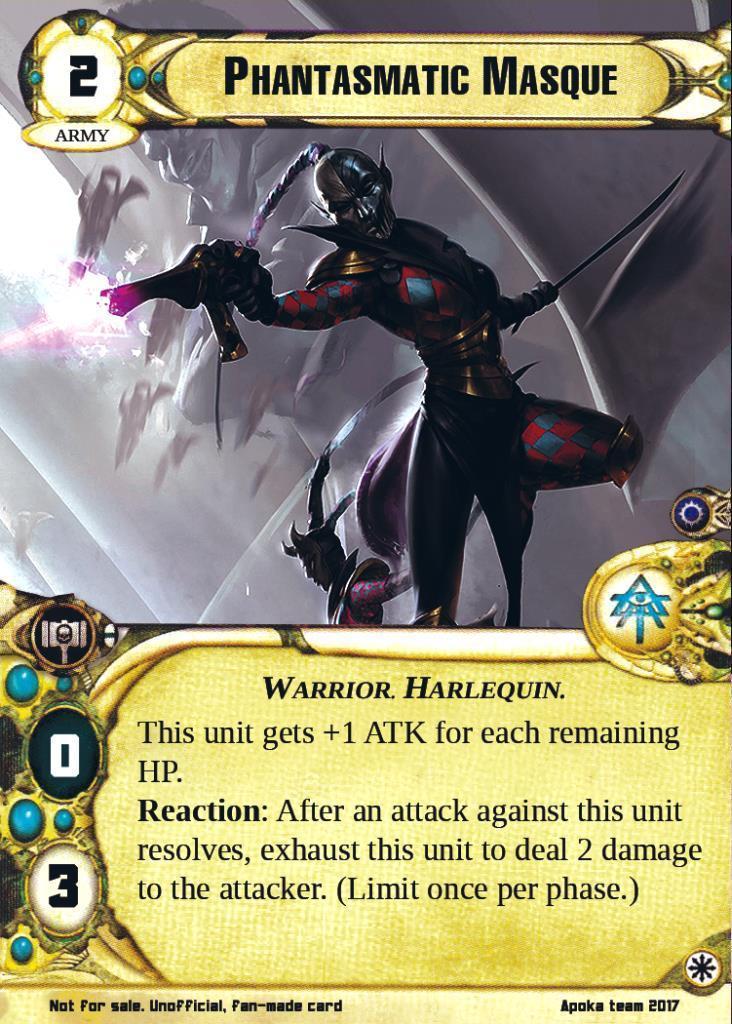 2
PHANTASMATIC MASQUE
ARMY
WARRIOR. HARLEQUIN.
This unit gets +1 ATK for each remaining
HP.
Reaction: After an attack against this unit
resolves, exhaust this unit to deal 2 damage
to the attacker. (Limit once per phase.)
0
3
Not for sale. Unofficial, fan-made card
Apoka team 2017